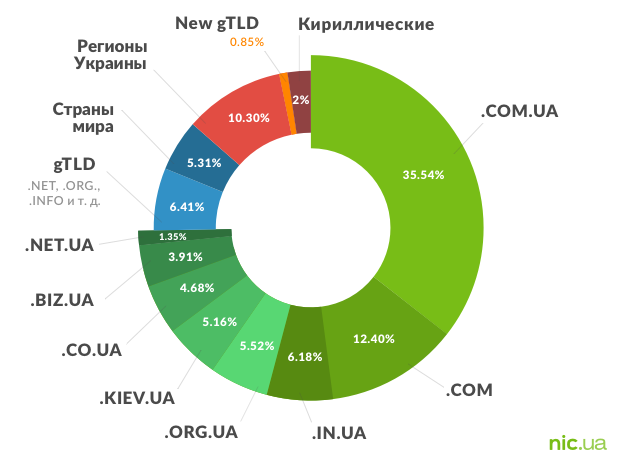 New gTLD
0.85%
Кириллические
2%
Регионы
Украины
10.30%
Страны
мира
5.31%
gTLD
.NET, .ORG.,
.INFO и т. д.
6.41%
.COM.UA
35.54%
.NET.UA
1.35%
.BIZ.UA
3.91%
.CO.UA
4.68%
.KIEV.UA
5.16%
.ORG.UA
5.52%
.IN.UA
6.18%
.COM
12.40%
nic.ua